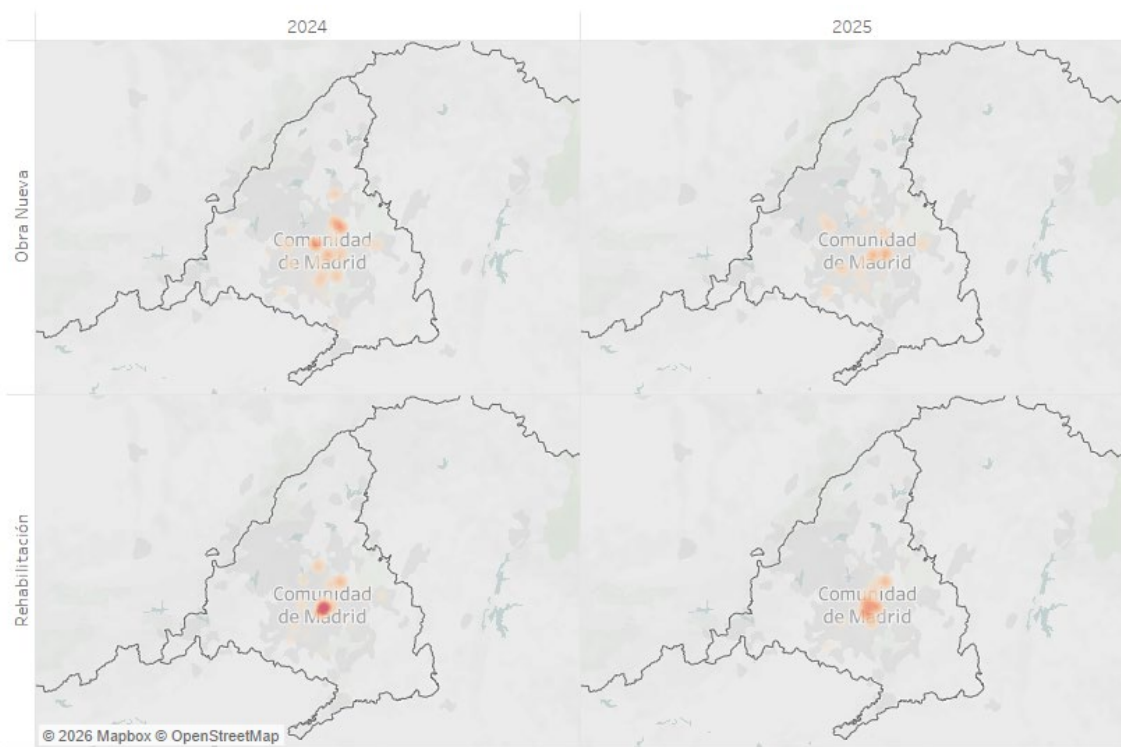 2024
2025
Obra Nueva
Comunidad
de Madrid
Comunidad
de Madrid
Rehabilitación
Comunidad
de Madrid
Comunidad
de Madrid
© 2026 Mapbox © OpenStreetMap